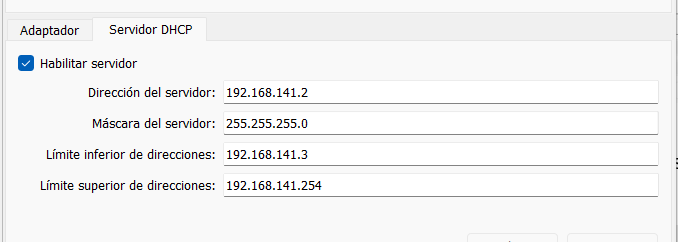 Adaptador Servidor DHCP
Habilitar servidor
Dirección del servidor: 192.168.141.2
Máscara del servidor: 255.255.255.0
Límite inferior de direcciones: 192.168.141.3
Límite superior de direcciones: 192.168.141.254